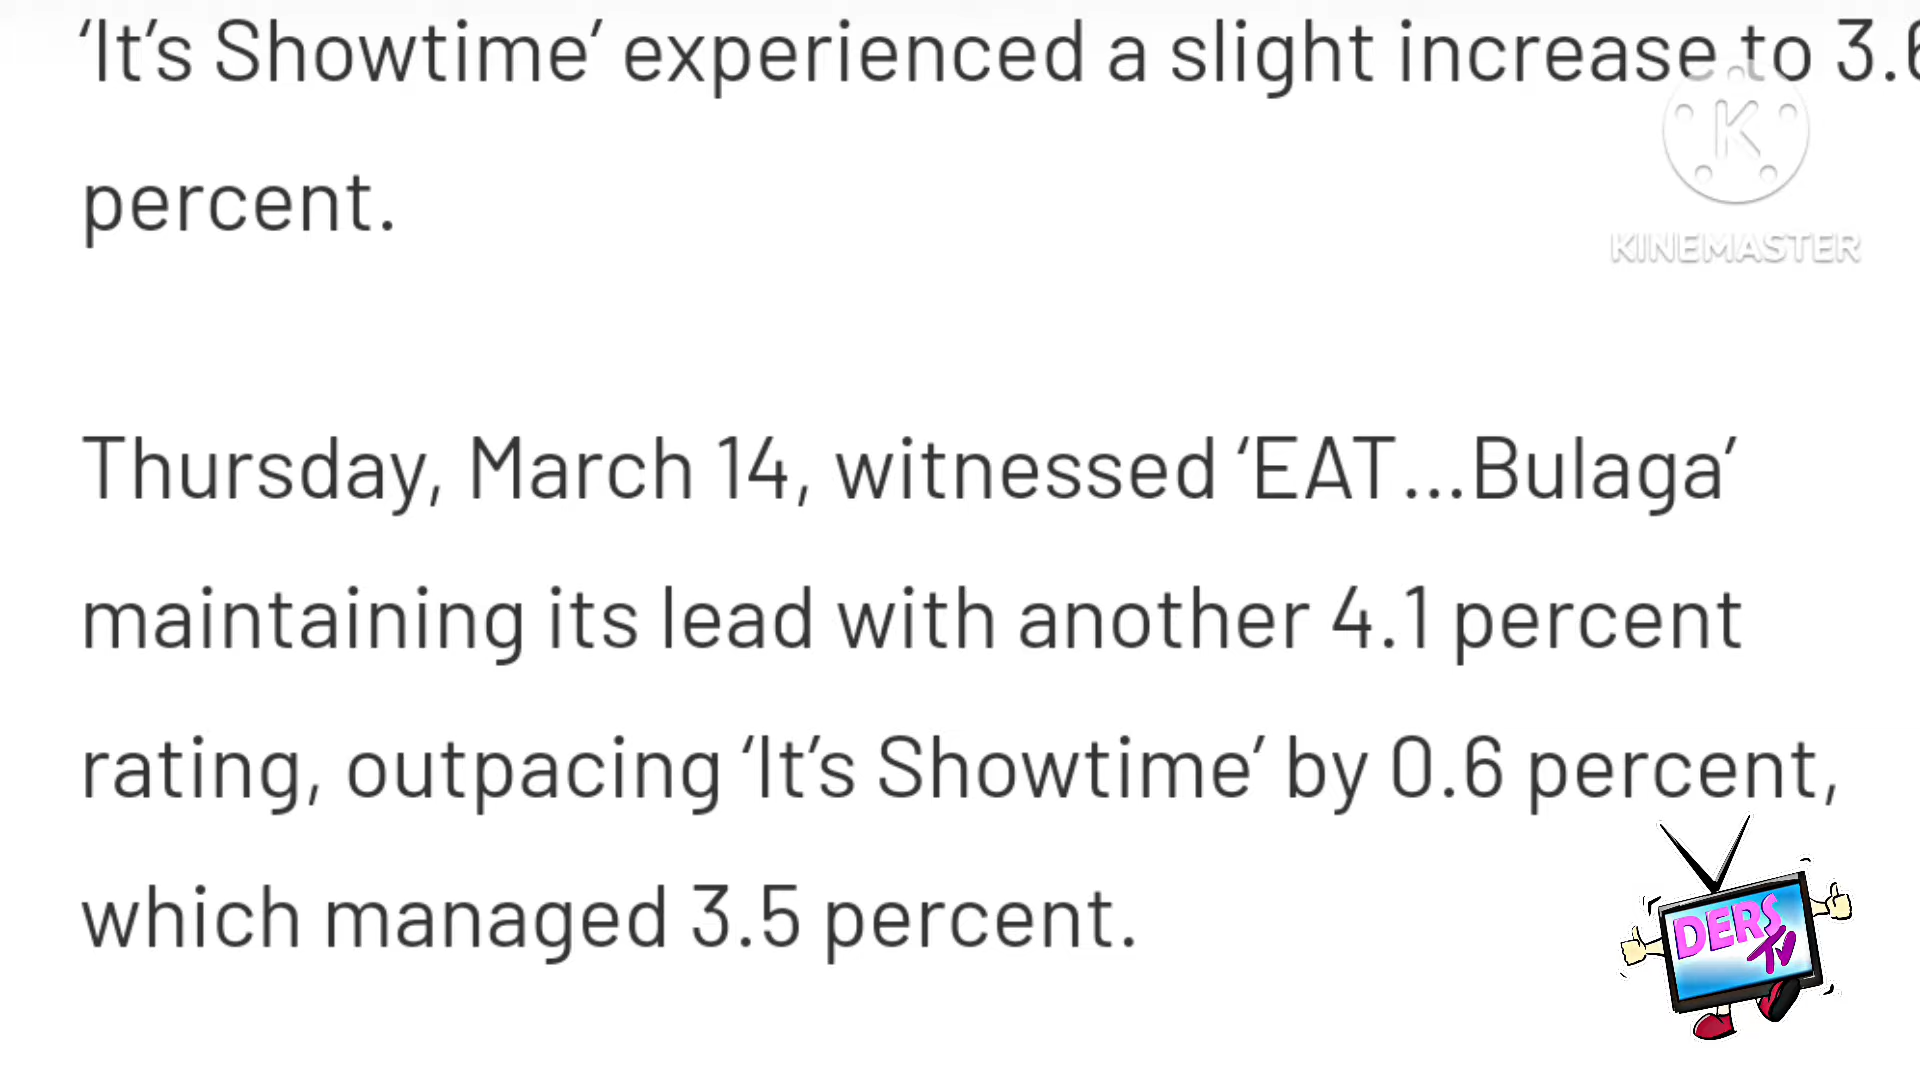 ‘It’s Showtime’ experienced a slight increase to 3.6
percent.
KINEMASTER
Thursday, March 14, witnessed ‘EAT...Bulaga’
maintaining its lead with another 4.1 percent
rating, outpacing ‘It’s Showtime’ by 0.6 percent,
which managed 3.5 percent.
DERS
TV